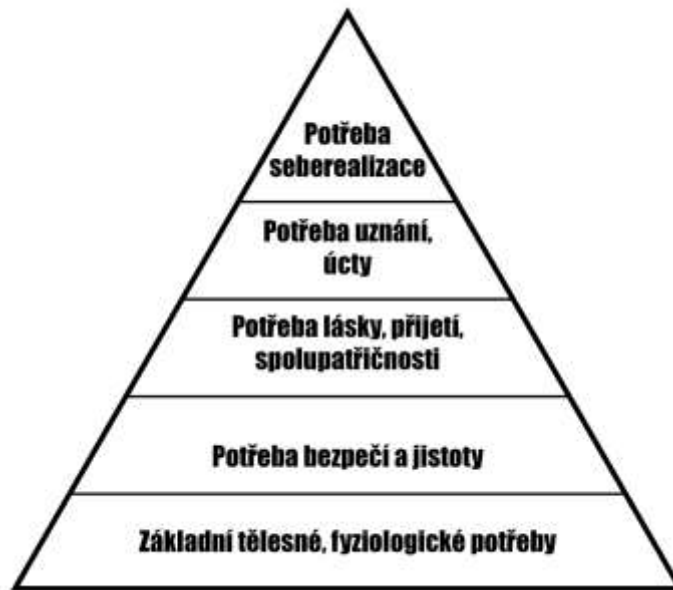 Potřeba
seberealizace
Potřeba uznání,
úcty
Potřeba lásky, přijetí,
spolupatřičnosti
Potřeba bezpečí a jistoty
Základní tělesné, fyziologické potřeby